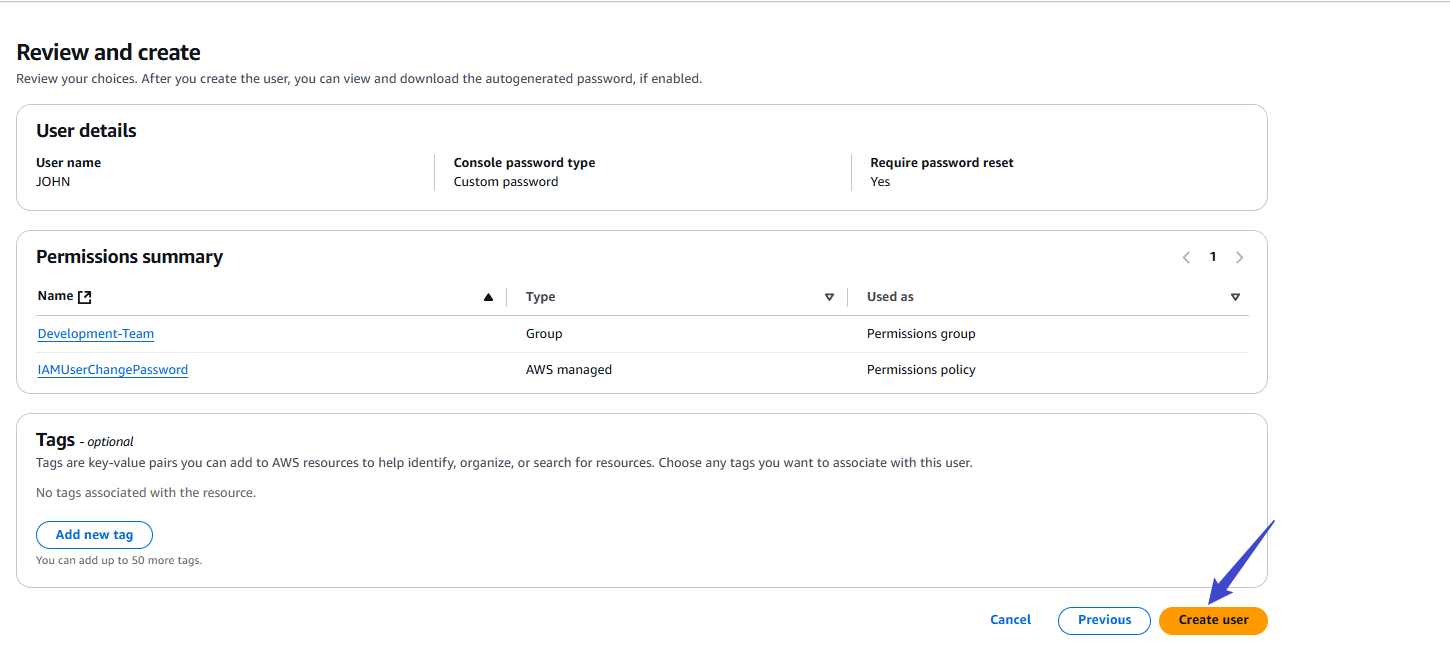 Review and create
Review your choices. After you create the user, you can view and download the autogenerated password, if enabled.
User details
User name
Console password type
Require password reset
JOHN
Custom password
Yes
Permissions summary
1
Name
Type
Used as
Development-Team
Group
Permissions group
IAMUserChangePassword
AWS managed
Permissions policy
Tags - optional
Tags are key-value pairs you can add to AWS resources to help identify, organize, or search for resources. Choose any tags you want to associate with this user.
No tags associated with the resource.
Add new tag
You can add up to 50 more tags.
Cancel
Previous
Create user